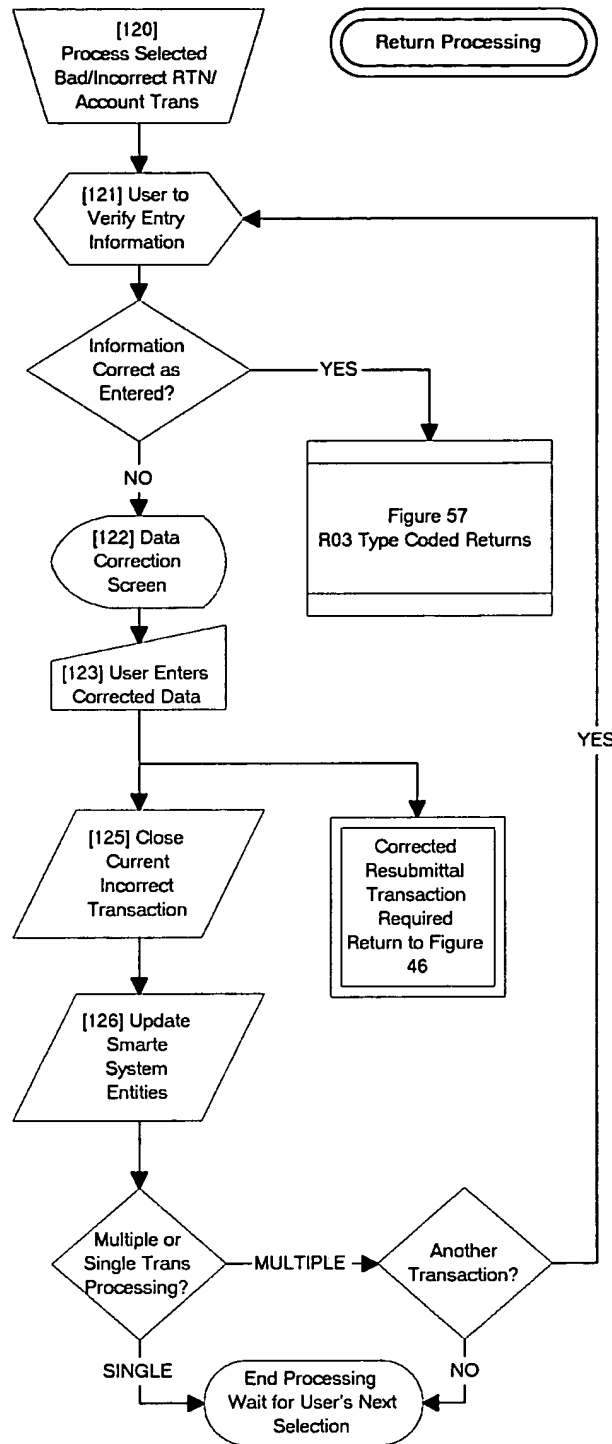 [120]
Process Selected
Bad/Incorrect RTN/
Account Trans
Return Processing
[121] User to
Verify Entry
Information
Information
Correct as
Entered?
YES
NO
Figure 57
R03 Type Coded Returns
[122] Data
Correction
Screen
[123] User Enters
Corrected Data
YES
[125] Close
Current
Incorrect
Transaction
Corrected
Resubmittal
Transaction
Required
Return to Figure
46
[126] Update
Smarte
System
Entities
Multiple or
Single Trans
Processing?
MULTIPLE
Another
Transaction?
SINGLE
NO
End Processing
Wait for User's Next
Selection